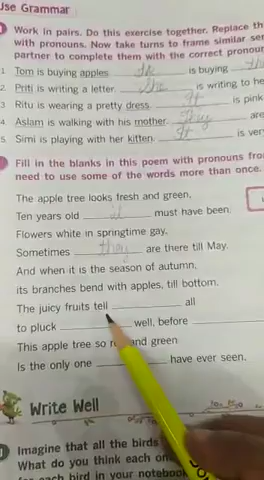 Use Grammar
Work in pairs. Do this exercise together. Replace th
with pronouns. Now take turns to frame similar sen
partner to complete them with the correct pronour
1. Tom is buying apples. He is buying th
2. Priti is writing a letter. She is writing to he
3. Ritu is wearing a pretty dress. It is pink
4. Aslam is walking with his mother. They are
5. Simi is playing with her kitten. It is ver
Fill in the blanks in this poem with pronouns fro
need to use some of the words more than once.
The apple tree looks fresh and green,
Ten years old it must have been.
Flowers white in springtime gay,
Sometimes they are there till May.
And when it is the season of autumn,
its branches bend with apples, till bottom.
The juicy fruits tell all
to pluck well, before
This apple tree so and green
Is the only one have ever seen.
Write Well
Imagine that all the birds
What do you think each on
for each bird in your notebook